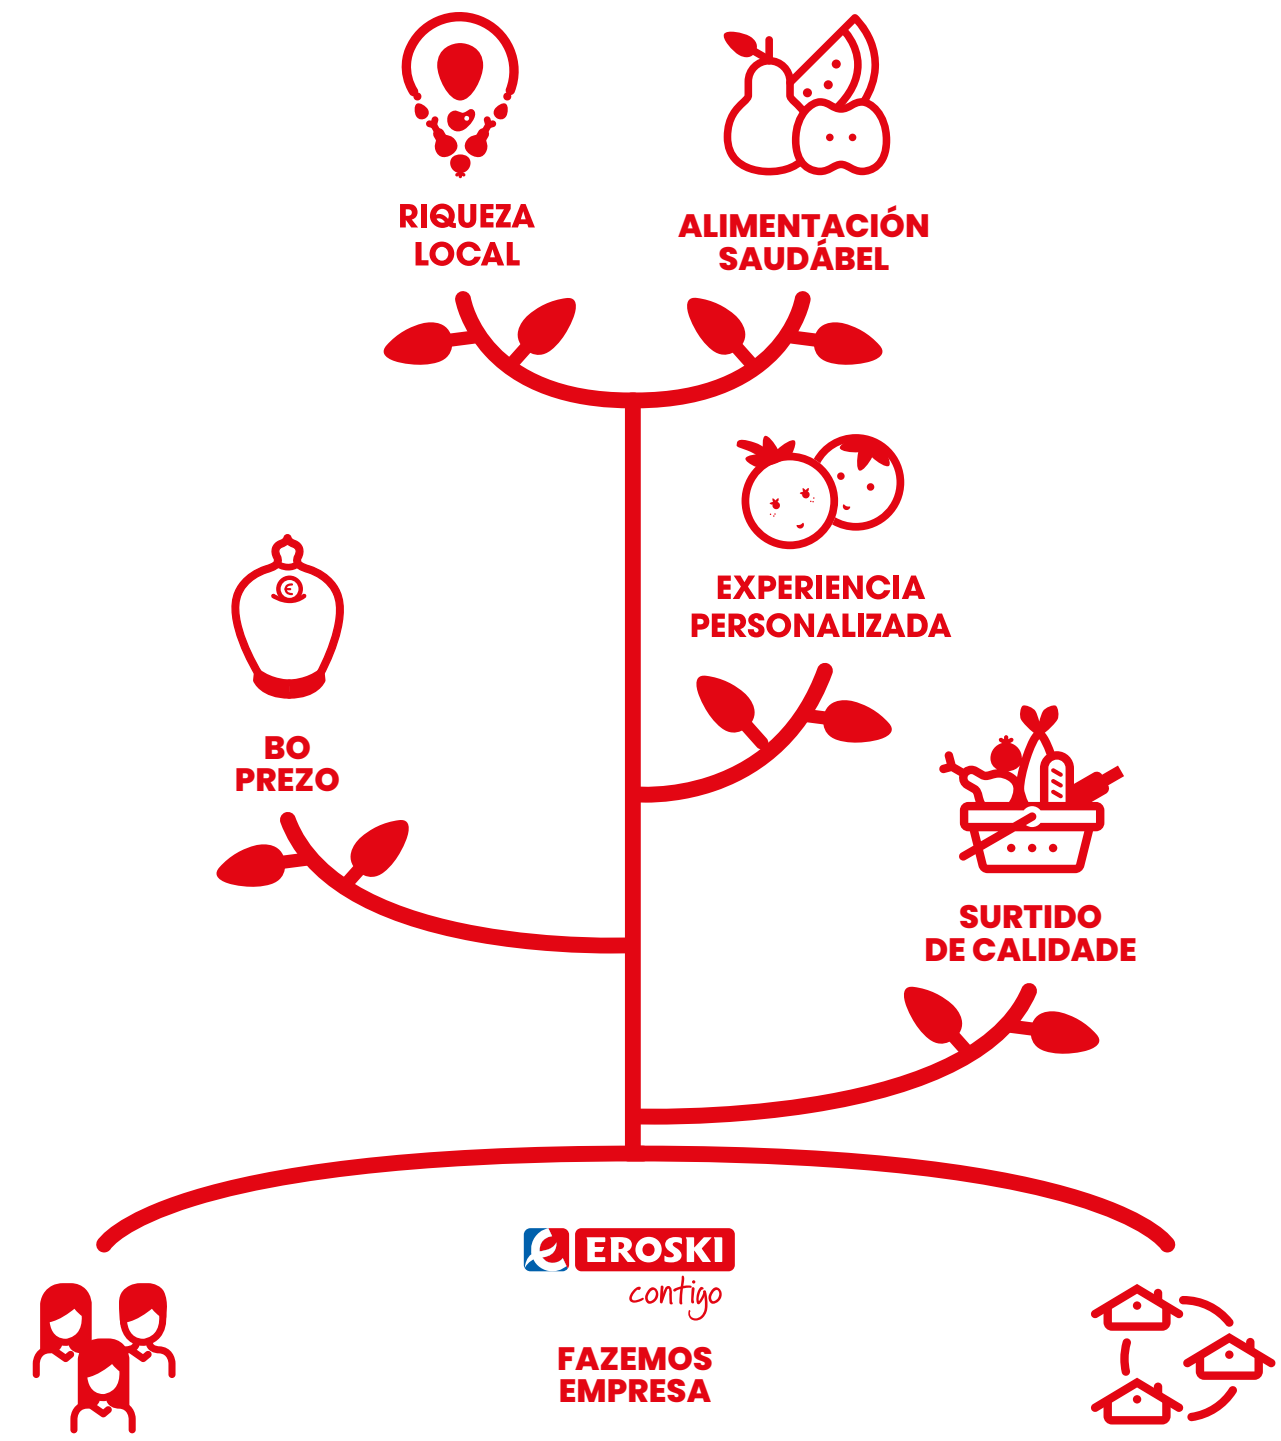 RIQUEZA
LOCAL
ALIMENTACIÓN
SAUDÁBEL
EXPERIENCIA
PERSONALIZADA
€
BO
PREZO
SURTIDO
DE CALIDADE
EROSKI
contigo
FAZEMOS
EMPRESA